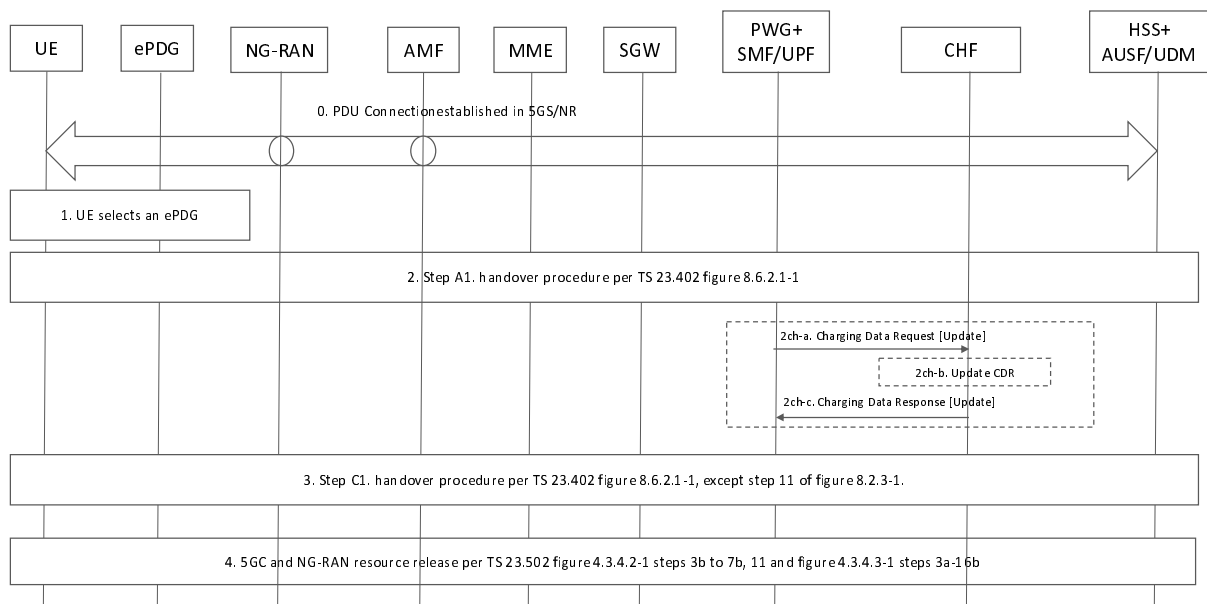 UE
ePDG
NG-RAN
AMF
MME
SGW
PWG+
SMF/UPF
CHF
HSS+
AUSF/UDM
0. PDU Connectionestablished in 5GS/NR
1. UE selects an ePDG
2. Step A1. handover procedure per TS 23.402 figure 8.6.2.1-1
2ch-a. Charging Data Request [Update]
2ch-b. Update CDR
2ch-c. Charging Data Response [Update]
3. Step C1. handover procedure per TS 23.402 figure 8.6.2.1-1, except step 11 of figure 8.2.3-1.
4. 5GC and NG-RAN resource release per TS 23.502 figure 4.3.4.2-1 steps 3b to 7b, 11 and figure 4.3.4.3-1 steps 3a-16b